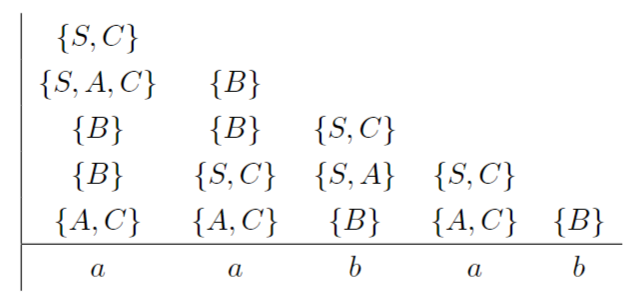 {S, C}
{S, A, C} {B}
{B} {B} {S, C}
{B} {S, C} {S, A} {S, C}
{A, C} {A, C} {B} {A, C} {B}
a a b a b